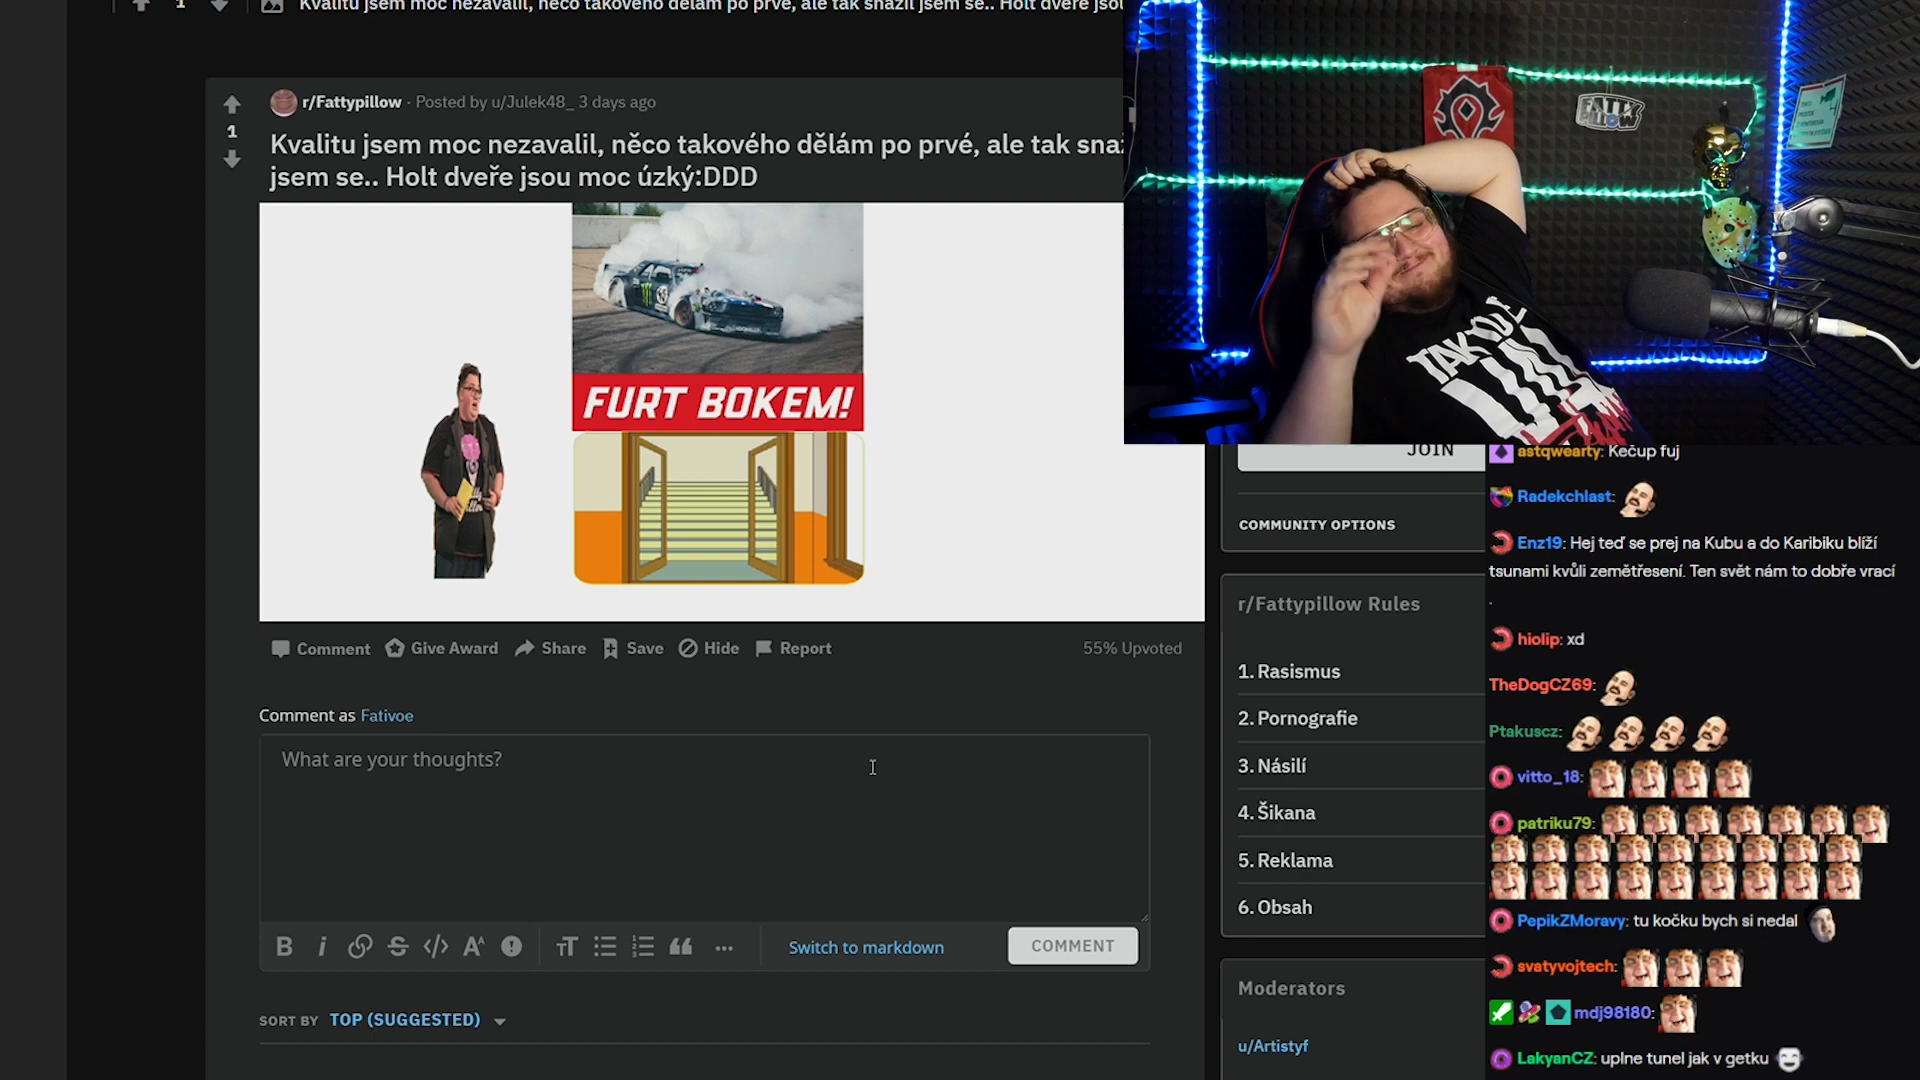 1
Kvalitu jsem moc nezavalil, něco takového dělám po prvé, ale tak snažil jsem se.. Holt dveře jsou
r/Fattypillow · Posted by u/Julek48_ 3 days ago
1
Kvalitu jsem moc nezavalil, něco takového dělám po prvé, ale tak snaž
jsem se.. Holt dveře jsou moc úzký:DDD
FURT BOKEM!
Comment
Give Award
Share
Save
Hide
Report
55% Upvoted
Comment as Fativoe
What are your thoughts?
Switch to markdown
COMMENT
SORT BY TOP (SUGGESTED)
FATTY
PILLOW
JOIN
COMMUNITY OPTIONS
r/Fattypillow Rules
1. Rasismus
2. Pornografie
3. Násilí
4. Šikana
5. Reklama
6. Obsah
Moderators
u/Artistyf
astqwearty: Kečup fuj
Radekchlast:
Enz19: Hej teď se prej na Kubu a do Karibiku blíží
tsunami kvůli zemětřesení. Ten svět nám to dobře vrací
.
hiolip: xd
TheDogCZ69:
Ptakuscz:
vitto_18:
patriku79:
PepikZMoravy: tu kočku bych si nedal
svatyvojtech:
mdj98180:
LakyanCZ: uplne tunel jak v getku